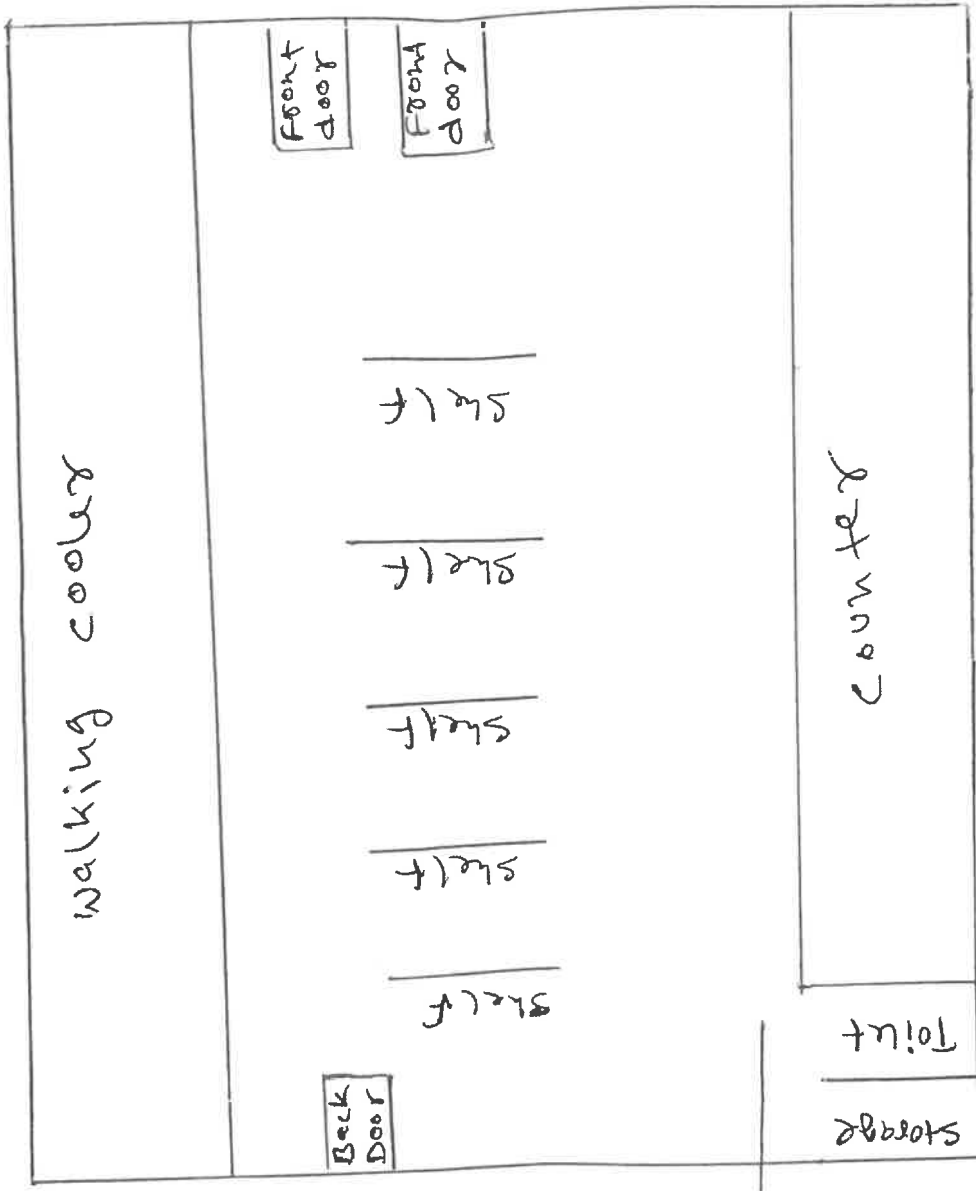 Front
door
Front
door
walking cooler
Shelf
Shelf
Shelf
Shelf
Shelf
counter
Back
Door
Toilet
Storage